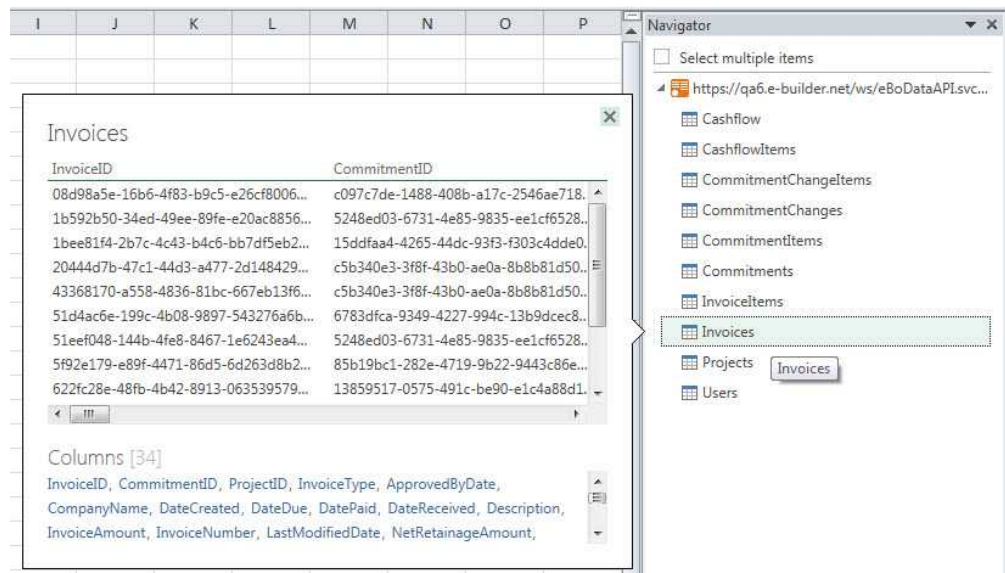 I J K L M N O P
Navigator
Select multiple items
https://qa6.e-builder.net/ws/eBoDataAPI.svc...
Cashflow
CashflowItems
CommitmentChangeItems
CommitmentChanges
CommitmentItems
Commitments
InvoiceItems
Invoices
Projects
Invoices
Users
Invoices
InvoiceID CommitmentID
08d98a5e-16b6-4f83-b9c5-e26cf8006... c097c7de-1488-408b-a17c-2546ae718.
1b592b50-34ed-49ee-89fe-e20ac8856... 5248ed03-6731-4e85-9835-ee1cf6528..
1bee81f4-2b7c-4c43-b4c6-bb7df5eb2... 15ddfaa4-4265-44dc-93f3-f303c4dde0.
20444d7b-47c1-44d3-a477-2d148429... c5b340e3-3f8f-43b0-ae0a-8b8b81d50..
43368170-a558-4836-81bc-667eb13f6... c5b340e3-3f8f-43b0-ae0a-8b8b81d50..
51d4ac6e-199c-4b08-9897-543276a6b... 6783dfca-9349-4227-994c-13b9dcec8..
51eef048-144b-4fe8-8467-1e6243ea4... 5248ed03-6731-4e85-9835-ee1cf6528..
5f92e179-e89f-4471-86d5-6d263d8b2... 85b19bc1-282e-4719-9b22-9443c86e...
622fc28e-48fb-4b42-8913-063539579... 13859517-0575-491c-be90-e1c4a88d1.
Columns [34]
InvoiceID, CommitmentID, ProjectID, InvoiceType, ApprovedByDate,
CompanyName, DateCreated, DateDue, DatePaid, DateReceived, Description,
InvoiceAmount, InvoiceNumber, LastModifiedDate, NetRetainageAmount,